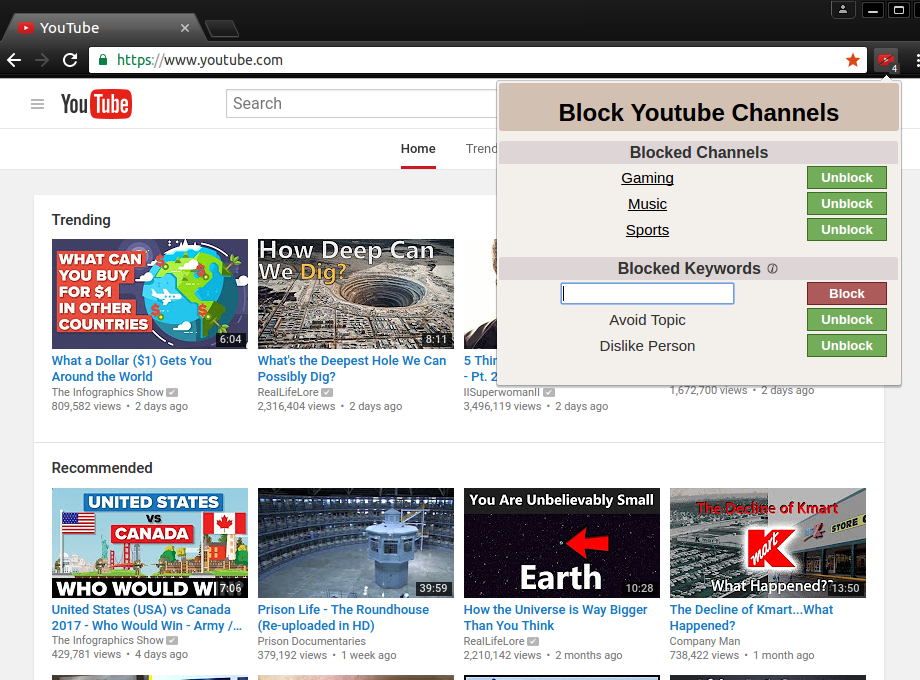 YouTube
https://www.youtube.com
4
YouTube
Search
Home
Trend
Block Youtube Channels
Blocked Channels
Gaming Unblock
Music Unblock
Sports Unblock
Blocked Keywords
Block
Avoid Topic Unblock
Dislike Person Unblock
Trending
WHAT CAN
YOU BUY
FOR $1
IN OTHER
COUNTRIES
6:04
What a Dollar ($1) Gets You
Around the World
The Infographics Show
809,582 views • 2 days ago
How Deep Can
We Dig?
8:11
What's the Deepest Hole We Can
Possibly Dig?
RealLifeLore
2,316,404 views • 2 days ago
5 Thin
- Pt. 2
IISuperwomanII
3,496,119 views • 2 days ago
1,672,700 views • 2 days ago
Recommended
UNITED STATES
VS
CANADA
WHO WOULD WI
7:06
United States (USA) vs Canada
2017 - Who Would Win - Army /...
The Infographics Show
429,781 views • 4 days ago
39:59
Prison Life - The Roundhouse
(Re-uploaded in HD)
Prison Documentaries
379,192 views • 1 week ago
You Are Unbelievably Small
Earth
10:28
How the Universe is Way Bigger
Than You Think
RealLifeLore
2,210,142 views • 2 months ago
The Decline of Kmart
STORE
K
mart
What Happened?
13:50
The Decline of Kmart...What
Happened?
Company Man
738,422 views • 1 month ago